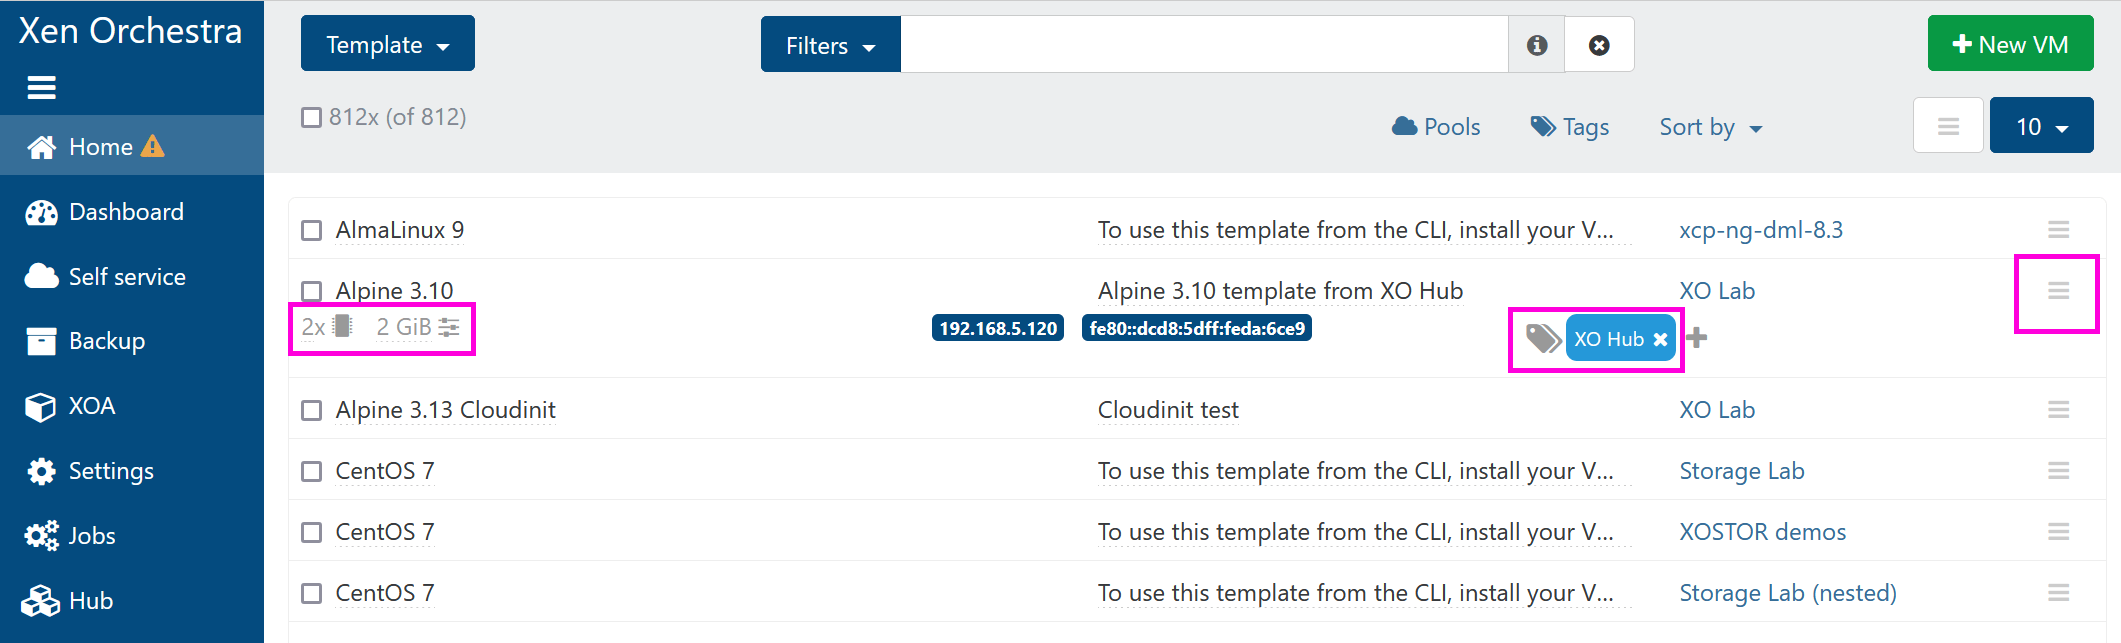 Xen Orchestra
Home
Dashboard
Self service
Backup
XOA
Settings
Jobs
Hub
Template
Filters
New VM
812x (of 812)
Pools
Tags
Sort by
10
AlmaLinux 9 To use this template from the CLI, install your V... xcp-ng-dml-8.3
Alpine 3.10 Alpine 3.10 template from XO Hub XO Lab
2x 2 GiB 192.168.5.120 fe80::dcd8:5dff:feda:6ce9 XO Hub
Alpine 3.13 Cloudinit Cloudinit test XO Lab
CentOS 7 To use this template from the CLI, install your V... Storage Lab
CentOS 7 To use this template from the CLI, install your V... XOSTOR demos
CentOS 7 To use this template from the CLI, install your V... Storage Lab (nested)